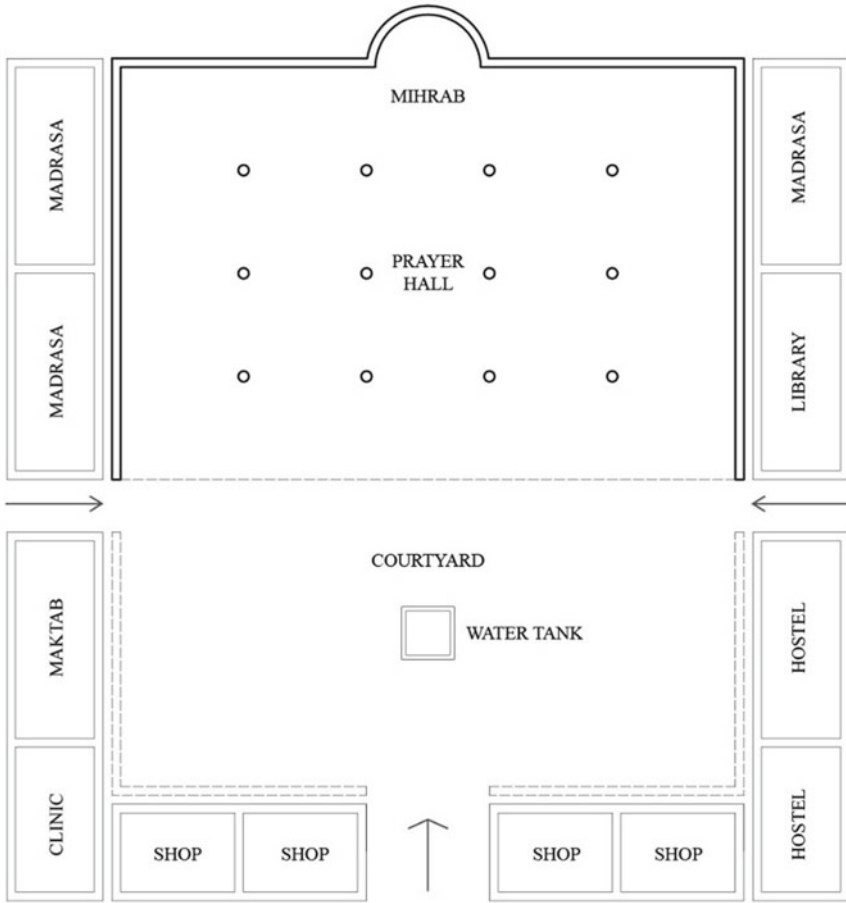 MIHRAB
MADRASA
MADRASA
PRAYER
HALL
MADRASA
LIBRARY
COURTYARD
WATER TANK
MAKTAB
HOSTEL
CLINIC
HOSTEL
SHOP
SHOP
SHOP
SHOP